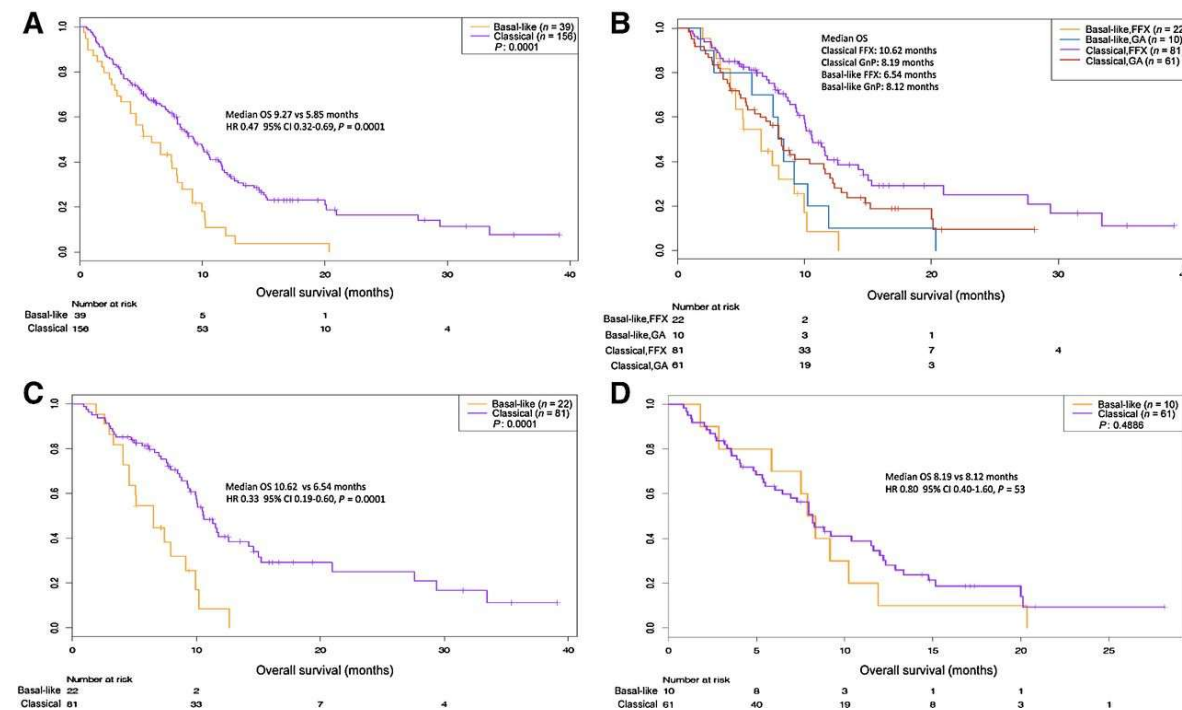 A
Basal-like (n = 39)
Classical (n = 156)
P: 0.0001
Median OS 9.27 vs 5.85 months
HR 0.47 95% CI 0.32-0.69, P = 0.0001
1.0
0.8
0.6
0.4
0.2
0.0
0 10 20 30 40
Overall survival (months)
Number at risk
Basal-like 39 5 1
Classical 156 53 10 4
B
Basal-like,FFX (n = 22
Basal-like,GA (n = 10)
Classical,FFX (n = 81
Classical,GA (n = 61)
Median OS
Classical FFX: 10.62 months
Classical GnP: 8.19 months
Basal-like FFX: 6.54 months
Basal-like GnP: 8.12 months
1.0
0.8
0.6
0.4
0.2
0.0
0 10 20 30 4
Overall survival (months)
Number at risk
Basal-like,FFX 22 2
Basal-like,GA 10 3 1
Classical,FFX 81 33 7 4
Classical,GA 61 19 3
C
Basal-like (n = 22)
Classical (n = 81)
P: 0.0001
Median OS 10.62 vs 6.54 months
HR 0.33 95% CI 0.19-0.60, P = 0.0001
1.0
0.8
0.6
0.4
0.2
0.0
0 10 20 30 40
Overall survival (months)
Number at risk
Basal-like 22 2
Classical 81 33 7 4
D
Basal-like (n = 10)
Classical (n = 61)
P: 0.4886
Median OS 8.19 vs 8.12 months
HR 0.80 95% CI 0.40-1.60, P = 53
1.0
0.8
0.6
0.4
0.2
0.0
0 5 10 15 20 25
Overall survival (months)
Number at risk
Basal-like 10 8 3 1 1
Classical 61 40 19 8 3 1